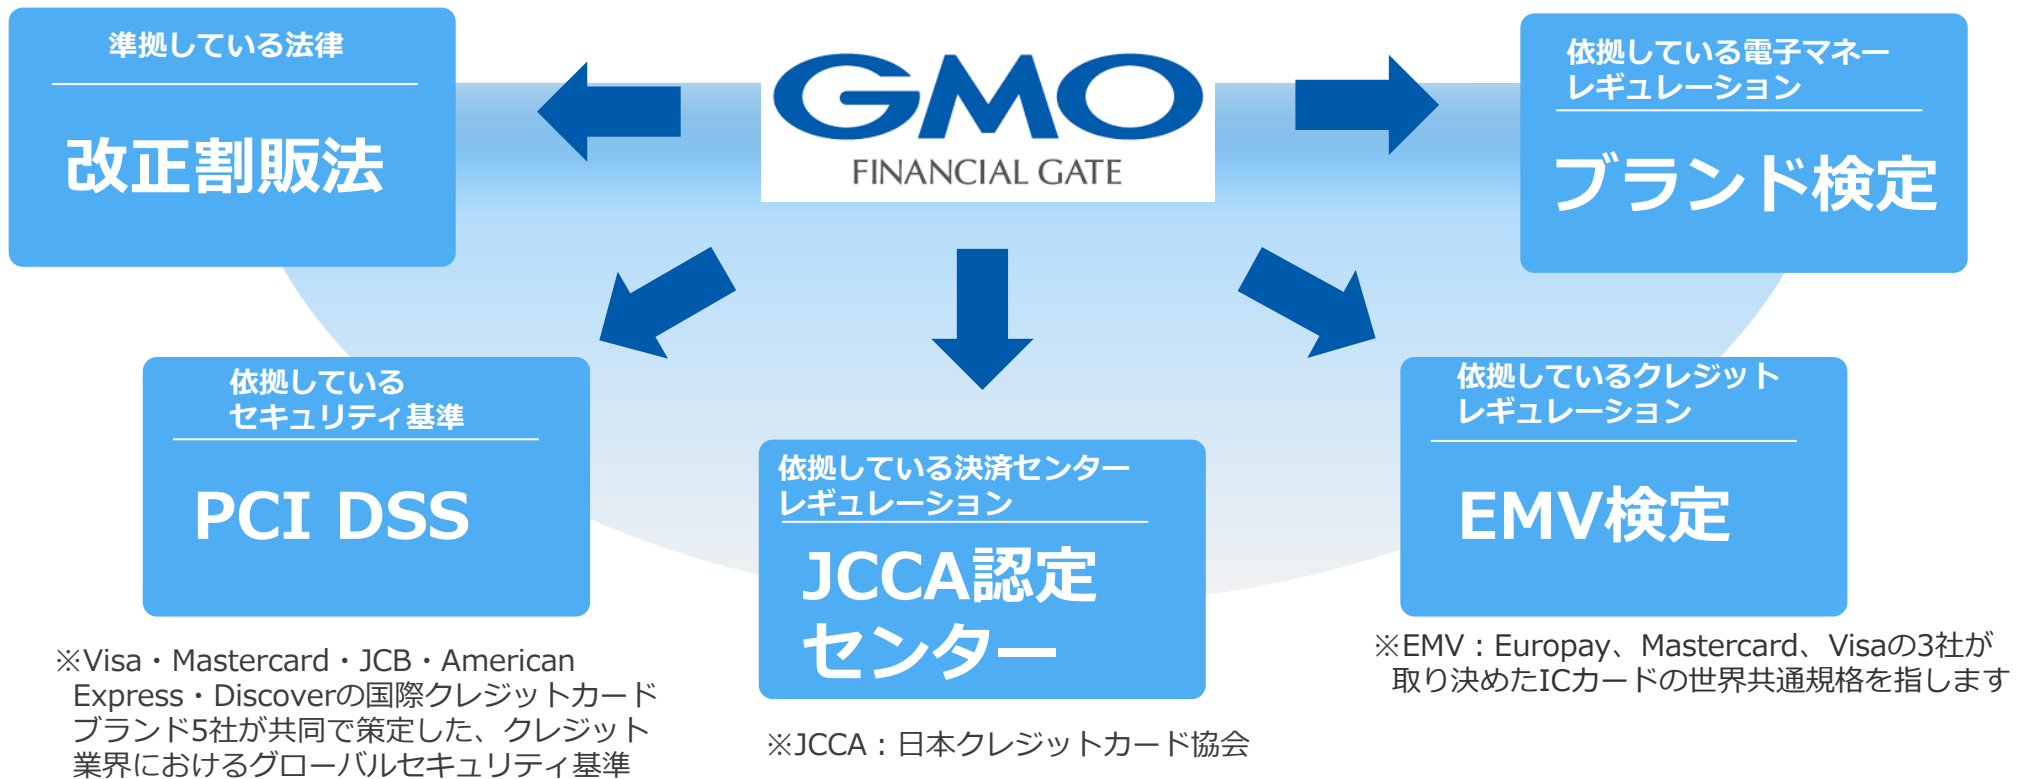 準拠している法律
改正割販法
GMO
FINANCIAL GATE
依拠している電子マネー
レギュレーション
ブランド検定
依拠している
セキュリティ基準
PCI DSS
※Visa・Mastercard・JCB・American
Express・Discoverの国際クレジットカード
ブランド5社が共同で策定した、クレジット
業界におけるグローバルセキュリティ基準
依拠している決済センター
レギュレーション
JCCA認定
センター
※JCCA：日本クレジットカード協会
依拠しているクレジット
レギュレーション
EMV検定
※EMV：Europay、Mastercard、Visaの3社が
取り決めたICカードの世界共通規格を指します